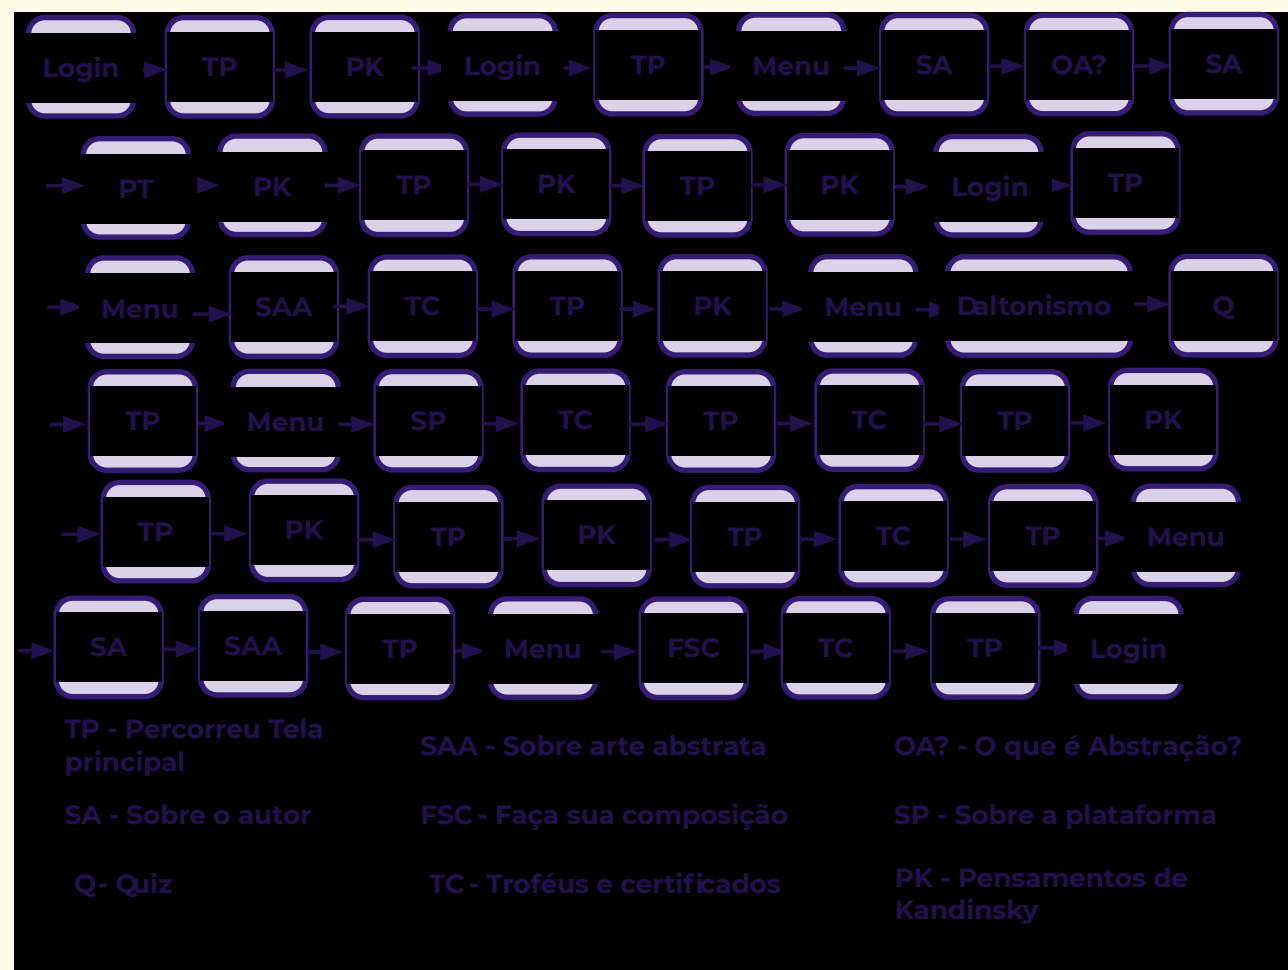 Login TP PK Login TP Menu SA OA? SA
PT PK TP PK TP PK Login TP
Menu SAA TC TP PK Menu Daltonismo Q
TP Menu SP TC TP TC TP PK
TP PK TP PK TP TC TP Menu
SA SAA TP Menu FSC TC TP Login
TP - Percorreu Tela
principal
SAA - Sobre arte abstrata
OA? - O que é Abstração?
SA - Sobre o autor
FSC - Faça sua composição
SP - Sobre a plataforma
Q - Quiz
TC - Troféus e certificados
PK - Pensamentos de
Kandinsky